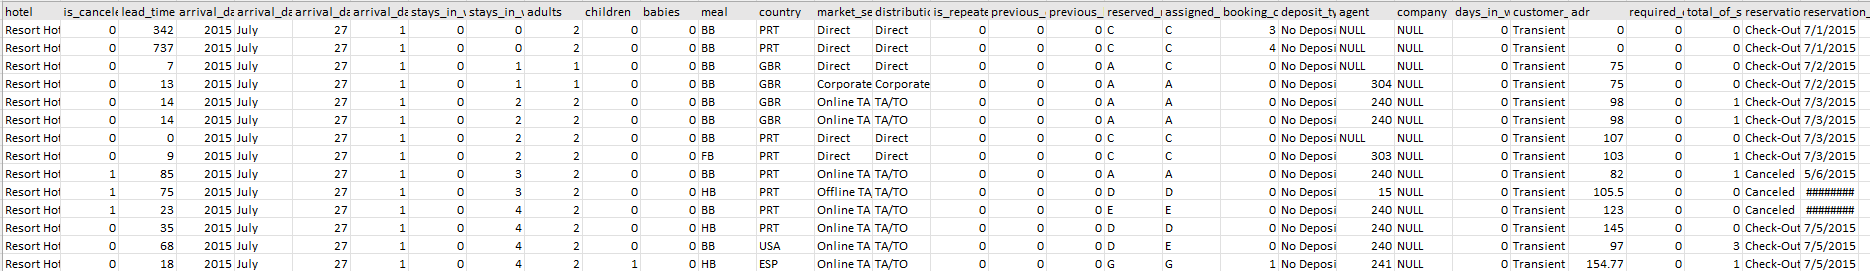 hotel is_cancele lead_time arrival_da arrival_da arrival_da arrival_da stays_in_v stays_in_v adults children babies meal country market_se distributio is_repeate previous_ previous_ reserved_ assigned_ booking_c deposit_ty agent company days_in_w customer_ adr required_ total_of_s reservatio reservation_
Resort Hot 0 342 2015 July 27 1 0 0 2 0 0 BB PRT Direct Direct 0 0 0 C C 3 No Deposi NULL NULL 0 Transient 0 0 0 Check-Out 7/1/2015
Resort Hot 0 737 2015 July 27 1 0 0 2 0 0 BB PRT Direct Direct 0 0 0 C C 4 No Deposi NULL NULL 0 Transient 0 0 0 Check-Out 7/1/2015
Resort Hot 0 7 2015 July 27 1 0 1 1 0 0 BB GBR Direct Direct 0 0 0 A C 0 No Deposi NULL NULL 0 Transient 75 0 0 Check-Out 7/2/2015
Resort Hot 0 13 2015 July 27 1 0 1 1 0 0 BB GBR Corporate Corporate 0 0 0 A A 0 No Deposi 304 NULL 0 Transient 75 0 0 Check-Out 7/2/2015
Resort Hot 0 14 2015 July 27 1 0 2 2 0 0 BB GBR Online TA TA/TO 0 0 0 A A 0 No Deposi 240 NULL 0 Transient 98 0 1 Check-Out 7/3/2015
Resort Hot 0 14 2015 July 27 1 0 2 2 0 0 BB GBR Online TA TA/TO 0 0 0 A A 0 No Deposi 240 NULL 0 Transient 98 0 1 Check-Out 7/3/2015
Resort Hot 0 0 2015 July 27 1 0 2 2 0 0 BB PRT Direct Direct 0 0 0 C C 0 No Deposi NULL NULL 0 Transient 107 0 0 Check-Out 7/3/2015
Resort Hot 0 9 2015 July 27 1 0 2 2 0 0 FB PRT Direct Direct 0 0 0 C C 0 No Deposi 303 NULL 0 Transient 103 0 1 Check-Out 7/3/2015
Resort Hot 1 85 2015 July 27 1 0 3 2 0 0 BB PRT Online TA TA/TO 0 0 0 A A 0 No Deposi 240 NULL 0 Transient 82 0 1 Canceled 5/6/2015
Resort Hot 1 75 2015 July 27 1 0 3 2 0 0 HB PRT Offline TA TA/TO 0 0 0 D D 0 No Deposi 15 NULL 0 Transient 105.5 0 0 Canceled ########
Resort Hot 1 23 2015 July 27 1 0 4 2 0 0 BB PRT Online TA TA/TO 0 0 0 E E 0 No Deposi 240 NULL 0 Transient 123 0 0 Canceled ########
Resort Hot 0 35 2015 July 27 1 0 4 2 0 0 HB PRT Online TA TA/TO 0 0 0 D D 0 No Deposi 240 NULL 0 Transient 145 0 0 Check-Out 7/5/2015
Resort Hot 0 68 2015 July 27 1 0 4 2 0 0 BB USA Online TA TA/TO 0 0 0 D E 0 No Deposi 240 NULL 0 Transient 97 0 3 Check-Out 7/5/2015
Resort Hot 0 18 2015 July 27 1 0 4 2 1 0 HB ESP Online TA TA/TO 0 0 0 G G 1 No Deposi 241 NULL 0 Transient 154.77 0 1 Check-Out 7/5/2015